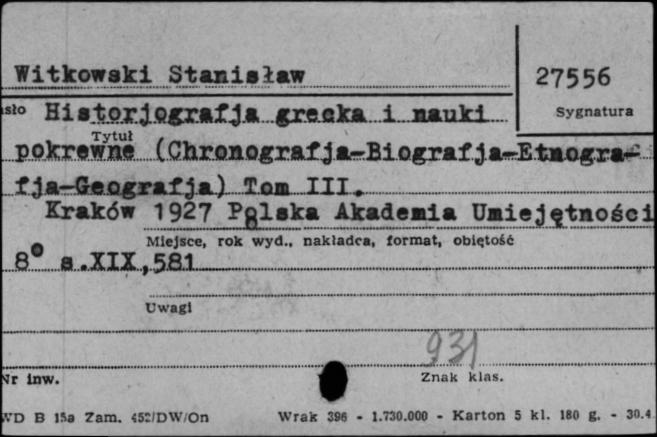 Witkowski Stanisław
27556
Sygnatura
asło Historjografja grecka i nauki
Tytuł
pokrewne (Chronografja-Biografja-Etnogra-
fja-Geografja) Tom III.
Kraków 1927 Polska Akademia Umiejętności
Miejsce, rok wyd., nakładca, format, obiętość
8° s.XIX,581
Uwagi
931
Nr inw.
Znak klas.
WD B 15a Zam. 452/DW/On Wrak 396 - 1.730.000 - Karton 5 kl. 180 g. - 30.4